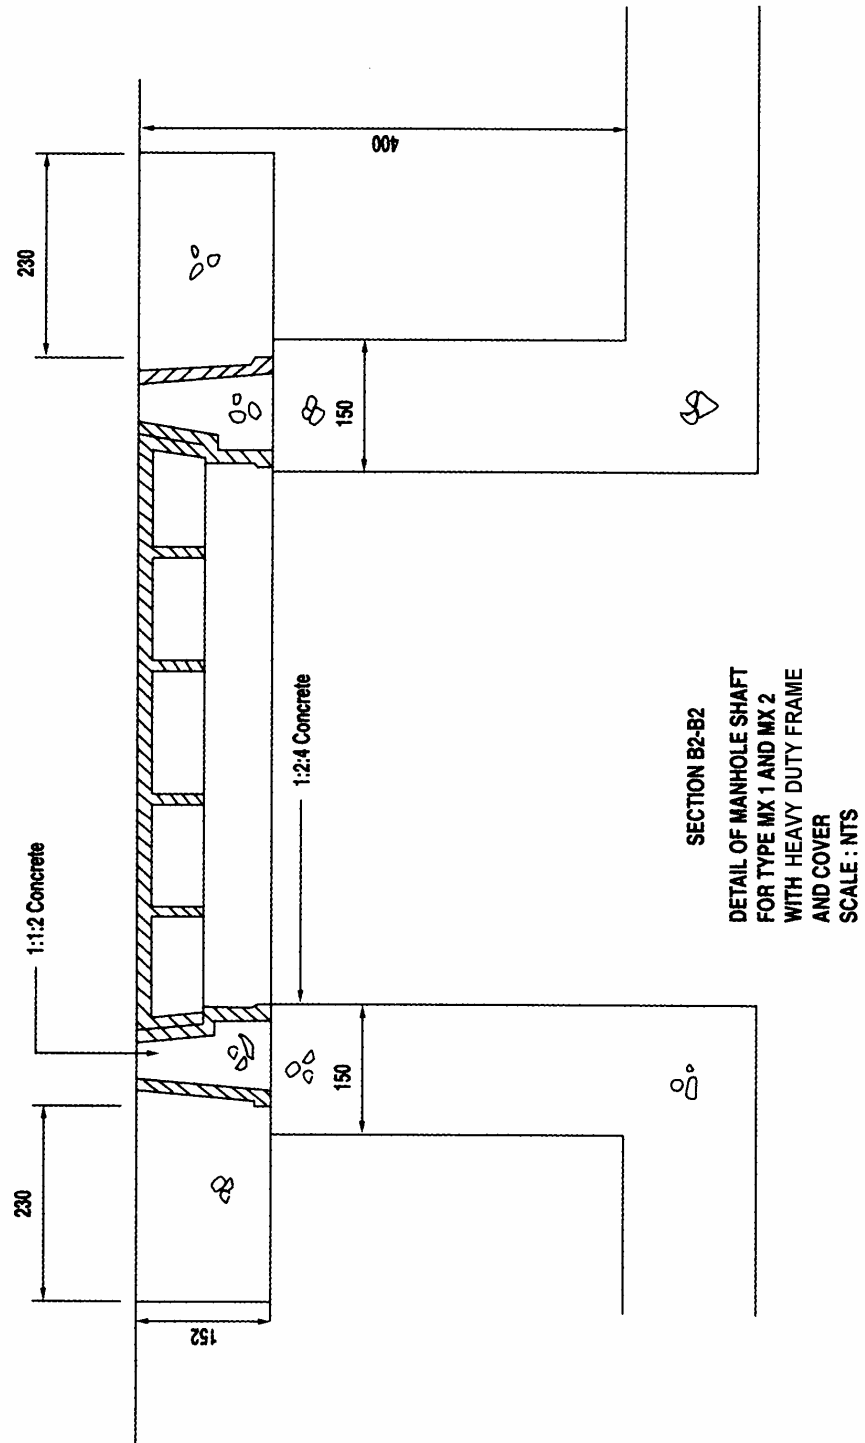 230
1:1:2 Concrete
230
152
400
150
150
1:2:4 Concrete
SECTION B2-B2
DETAIL OF MANHOLE SHAFT
FOR TYPE MX 1 AND MX 2
WITH HEAVY DUTY FRAME
AND COVER
SCALE : NTS